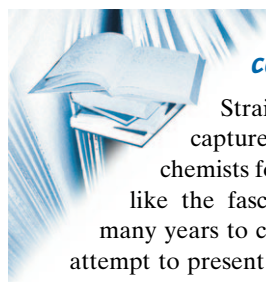 Strai
capture
chemists fo
like the fasc
many years to c
attempt to present